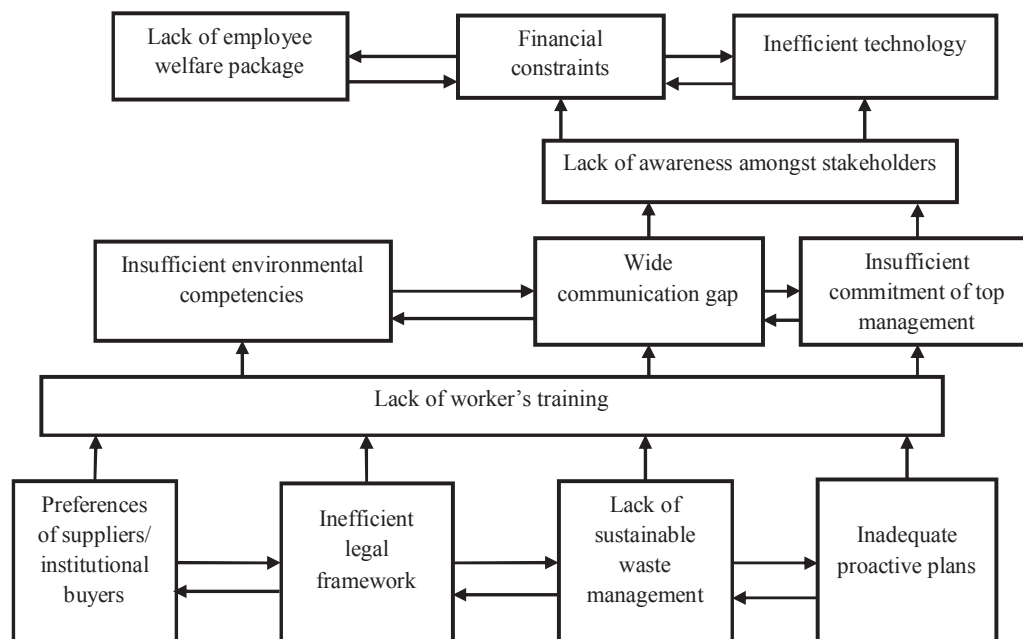 Lack of employee
welfare package
Financial
constraints
Inefficient technology
Lack of awareness amongst stakeholders
Insufficient environmental
competencies
Wide
communication gap
Insufficient
commitment of top
management
Lack of worker’s training
Preferences
of suppliers/
institutional
buyers
Inefficient
legal
framework
Lack of
sustainable
waste
management
Inadequate
proactive plans